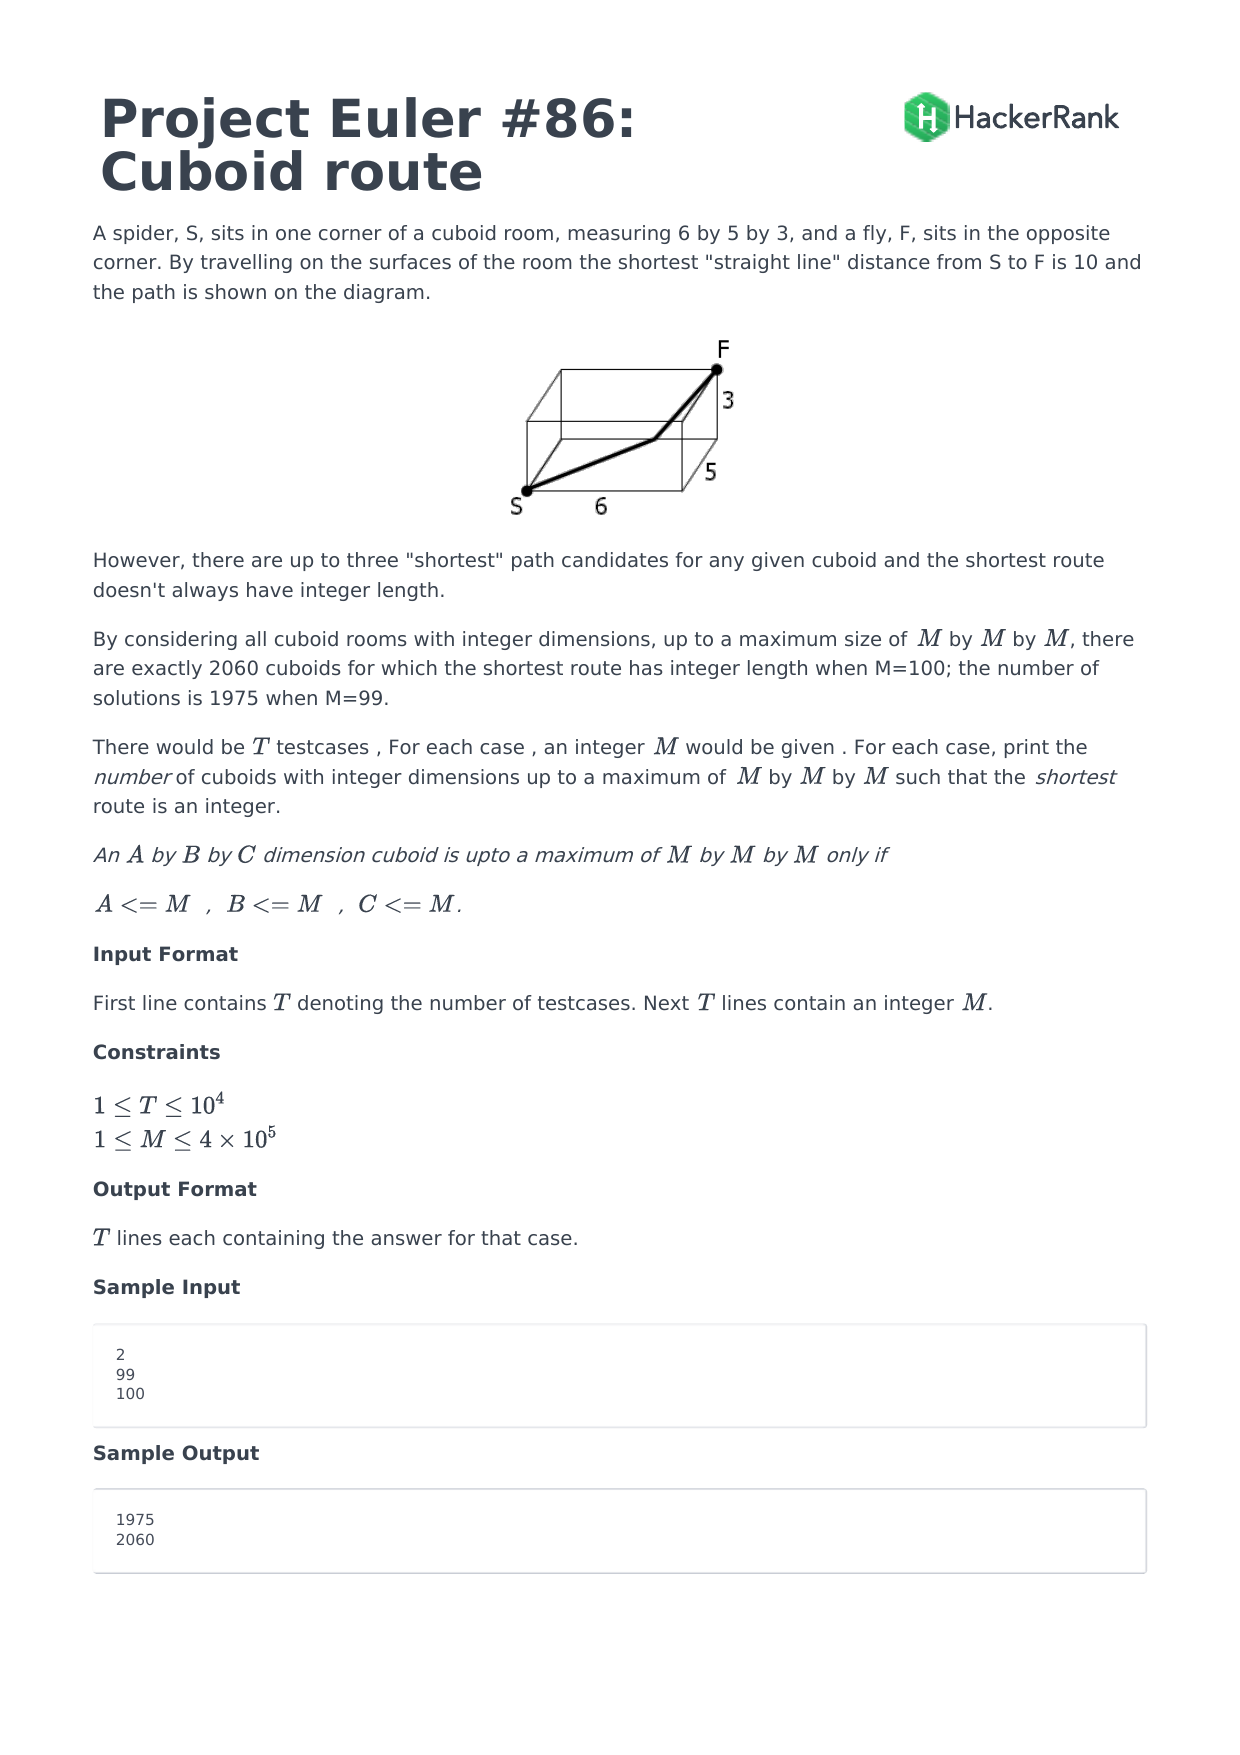 Project Euler #86:
Cuboid route
HackerRank
A spider, S, sits in one corner of a cuboid room, measuring 6 by 5 by 3, and a fly, F, sits in the opposite
corner. By travelling on the surfaces of the room the shortest "straight line" distance from S to F is 10 and
the path is shown on the diagram.
F
3
5
S
6
However, there are up to three "shortest" path candidates for any given cuboid and the shortest route
doesn't always have integer length.
By considering all cuboid rooms with integer dimensions, up to a maximum size of M by M by M, there
are exactly 2060 cuboids for which the shortest route has integer length when M=100; the number of
solutions is 1975 when M=99.
There would be T testcases , For each case , an integer M would be given . For each case, print the
number of cuboids with integer dimensions up to a maximum of M by M by M such that the shortest
route is an integer.
An A by B by C dimension cuboid is upto a maximum of M by M by M only if
A <= M , B <= M , C <= M.
Input Format
First line contains T denoting the number of testcases. Next T lines contain an integer M.
Constraints
1 ≤ T ≤ 10⁴
1 ≤ M ≤ 4 × 10⁵
Output Format
T lines each containing the answer for that case.
Sample Input
2
99
100
Sample Output
1975
2060